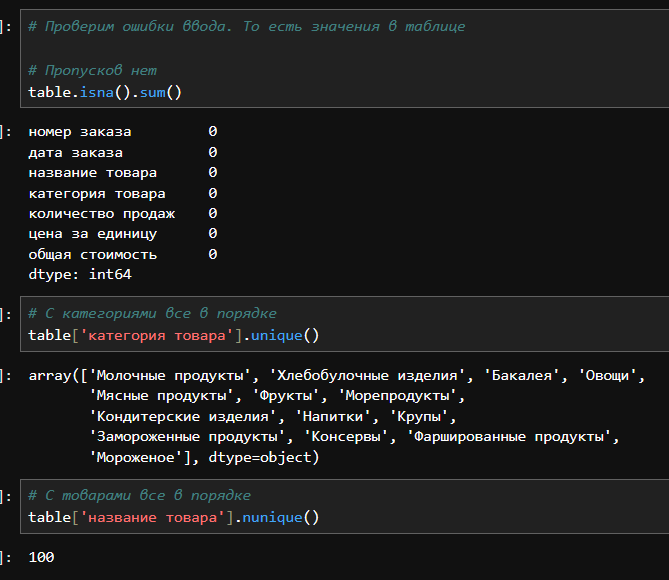 ]: # Проверим ошибки ввода. То есть значения в таблице
# Пропусков нет
table.isna().sum()
]: номер заказа 0
дата заказа 0
название товара 0
категория товара 0
количество продаж 0
цена за единицу 0
общая стоимость 0
dtype: int64
]: # С категориями все в порядке
table['категория товара'].unique()
]: array(['Молочные продукты', 'Хлебобулочные изделия', 'Бакалея', 'Овощи',
'Мясные продукты', 'Фрукты', 'Морепродукты',
'Кондитерские изделия', 'Напитки', 'Крупы',
'Замороженные продукты', 'Консервы', 'Фаршированные продукты',
'Мороженое'], dtype=object)
]: # С товарами все в порядке
table['название товара'].nunique()
]: 100